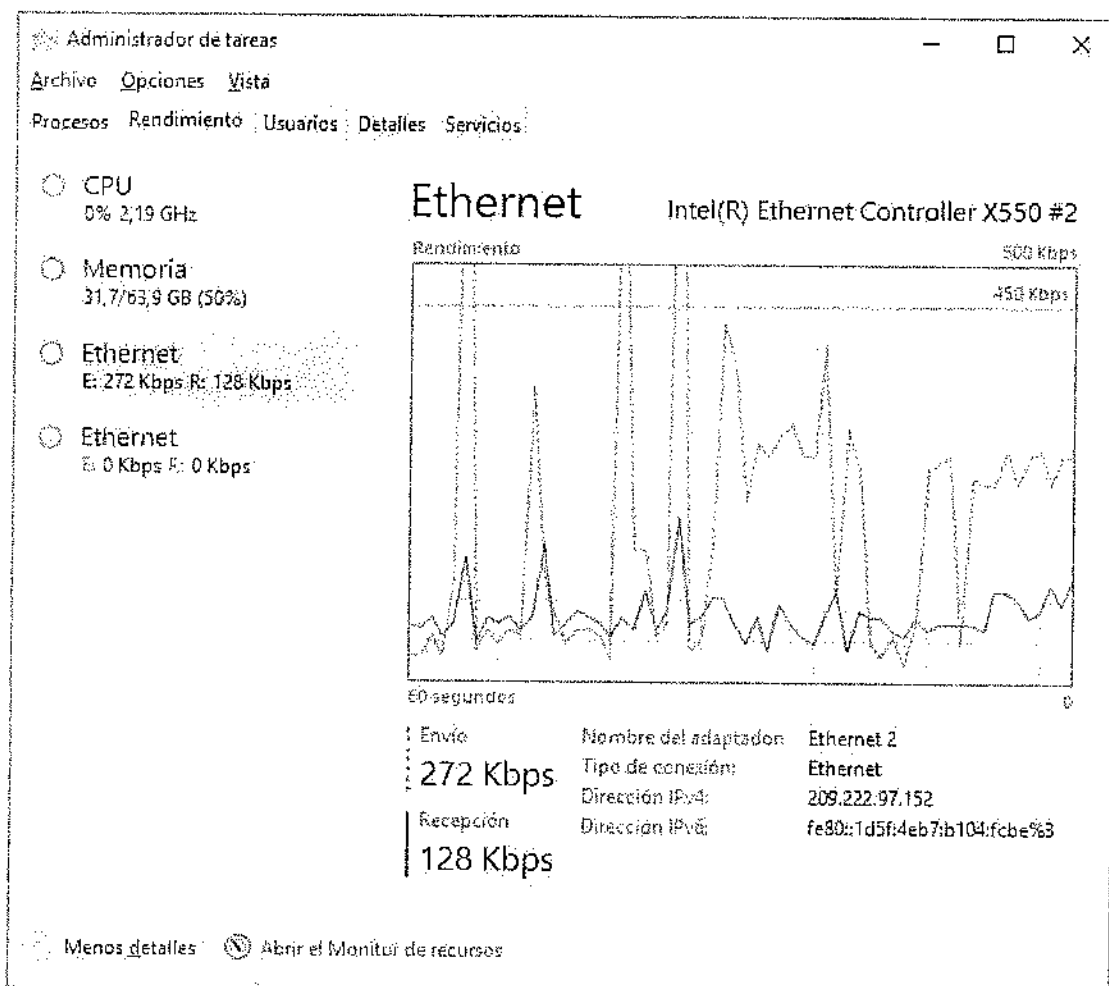 Administrador de tareas
Archivo Opciones Vista
Procesos Rendimiento Usuarios Detalles Servicios
CPU
0% 2,19 GHz
Memoria
31,7/63,9 GB (50%)
Ethernet
E: 272 Kbps R: 128 Kbps
Ethernet
E: 0 Kbps R: 0 Kbps
Ethernet Intel(R) Ethernet Controller X550 #2
Rendimiento 500 Kbps
450 Kbps
60 segundos 0
Envío
272 Kbps
Recepción
128 Kbps
Nombre del adaptador: Ethernet 2
Tipo de conexión: Ethernet
Dirección IPv4: 209.222.97.152
Dirección IPv6: fe80::1d5f:4eb7:b104:fcbe%3
Menos detalles Abrir el Monitor de recursos